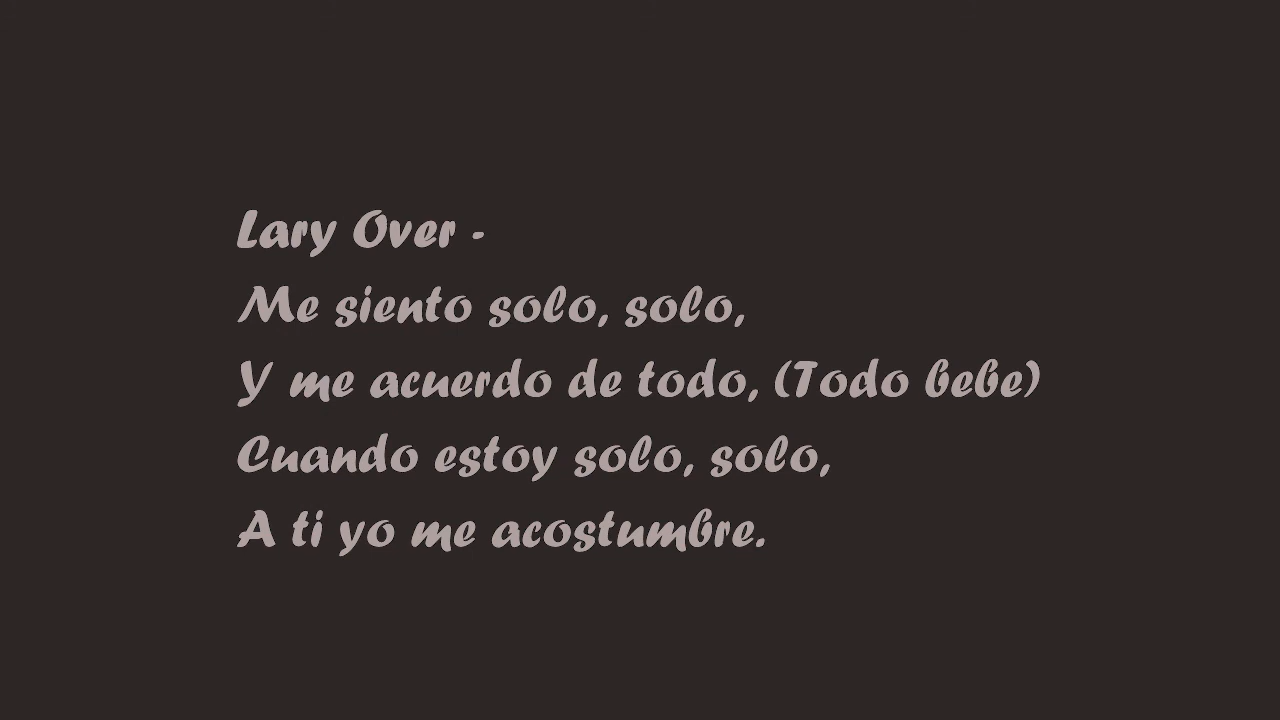 Lary Over -
Me siento solo, solo,
Y me acuerdo de todo, (Todo bebe)
Cuando estoy solo, solo,
A ti yo me acostumbre.